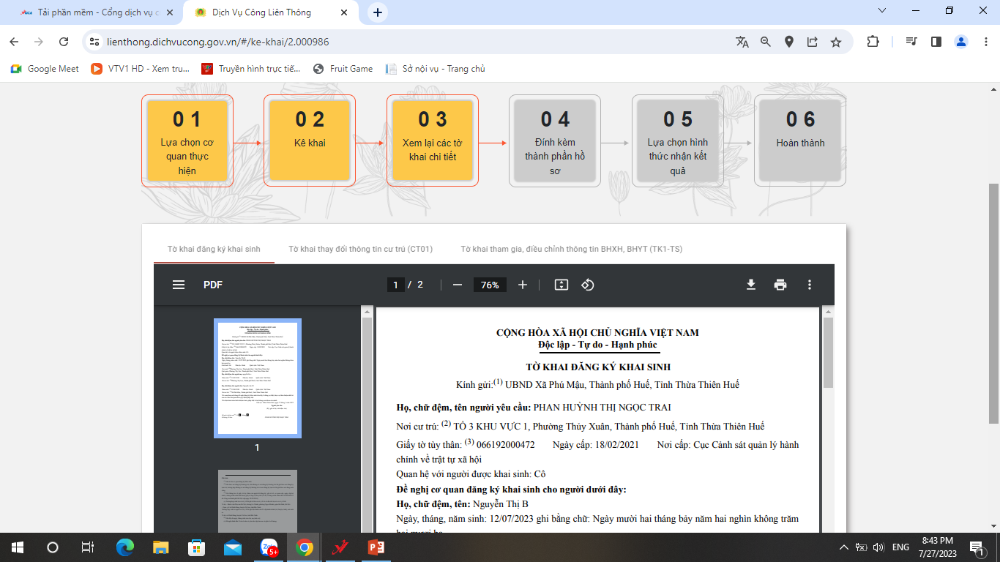 VGCA Tải phần mềm - Cổng dịch vụ c
Dịch Vụ Công Liên Thông
lienthong.dichvucong.gov.vn/#/ke-khai/2.000986
Google Meet
VTV1 HD - Xem tru...
Truyền hình trực tiế...
Fruit Game
Sở nội vụ - Trang chủ
0 1
Lựa chọn cơ
quan thực
hiện
0 2
Kê khai
0 3
Xem lại các tờ
khai chi tiết
0 4
Đính kèm
thành phần hồ
sơ
0 5
Lựa chọn hình
thức nhận kết
quả
0 6
Hoàn thành
Tờ khai đăng ký khai sinh
Tờ khai thay đổi thông tin cư trú (CT01)
Tờ khai tham gia, điều chỉnh thông tin BHXH, BHYT (TK1-TS)
PDF
1 / 2
76%
1
CỘNG HÒA XÃ HỘI CHỦ NGHĨA VIỆT NAM
Độc lập - Tự do - Hạnh phúc
TỜ KHAI ĐĂNG KÝ KHAI SINH
Kính gửi:(1) UBND Xã Phú Mậu, Thành phố Huế, Tỉnh Thừa Thiên Huế
Họ, chữ đệm, tên người yêu cầu: PHAN HUỲNH THỊ NGỌC TRAI
Nơi cư trú: (2) TỔ 3 KHU VỰC 1, Phường Thủy Xuân, Thành phố Huế, Tỉnh Thừa Thiên Huế
Giấy tờ tùy thân: (3) 066192000472 Ngày cấp: 18/02/2021 Nơi cấp: Cục Cảnh sát quản lý hành
chính về trật tự xã hội
Quan hệ với người được khai sinh: Cô
Đề nghị cơ quan đăng ký khai sinh cho người dưới đây:
Họ, chữ đệm, tên: Nguyễn Thị B
Ngày, tháng, năm sinh: 12/07/2023 ghi bằng chữ: Ngày mười hai tháng bảy năm hai nghìn không trăm
hai mươi ba
Zalo
5+
ENG
8:43 PM
7/27/2023
1